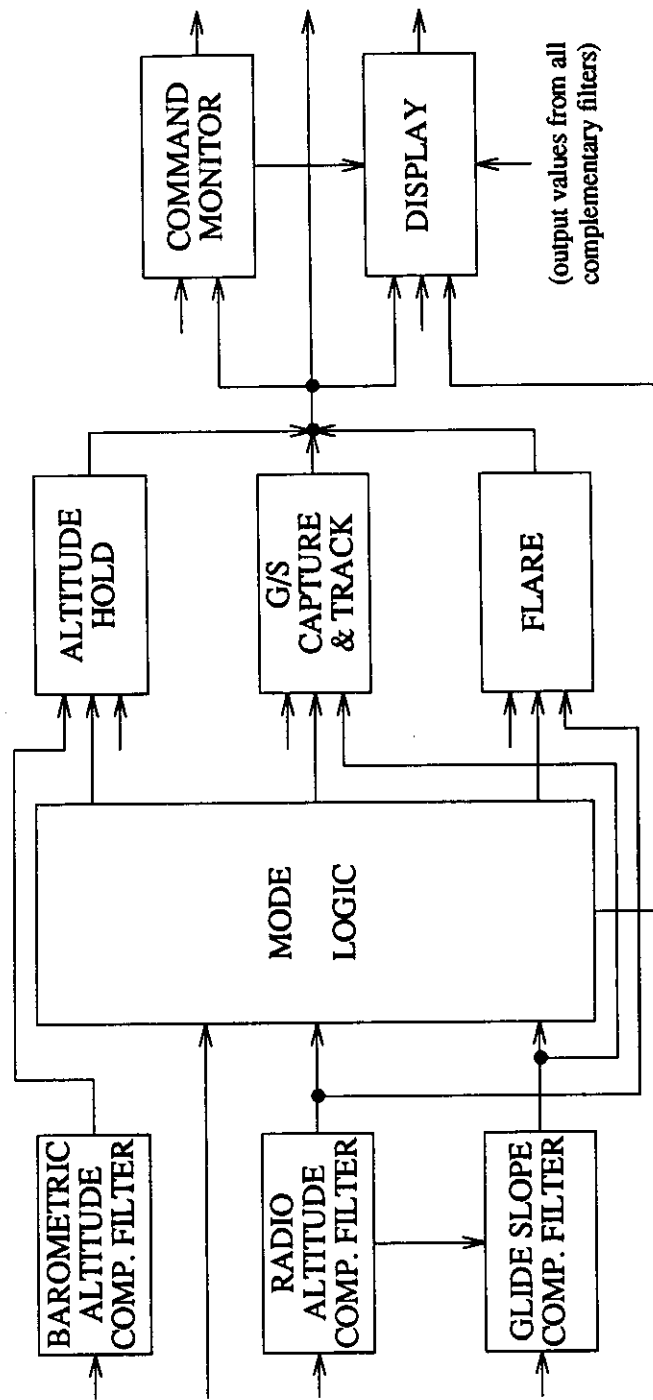 BAROMETRIC
ALTITUDE
COMP. FILTER
RADIO
ALTITUDE
COMP. FILTER
GLIDE SLOPE
COMP. FILTER
MODE
LOGIC
ALTITUDE
HOLD
G/S
CAPTURE
& TRACK
FLARE
COMMAND
MONITOR
DISPLAY
(output values from all
complementary filters)